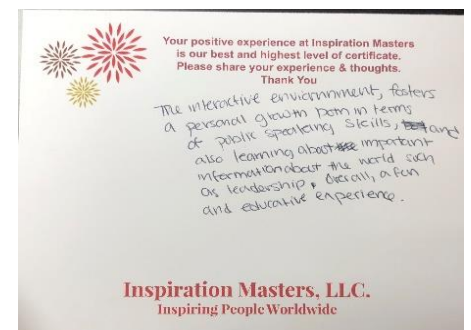 Your positive experience at Inspiration Masters
is our best and highest level of certificate.
Please share your experience & thoughts.
Thank You
The interactive enviornment, fosters
a personal growth both in terms
of public speaking skills, and
also learning about important
information about the world such
as leadership. Overall, a fun
and educative experience.
Inspiration Masters, LLC.
Inspiring People Worldwide